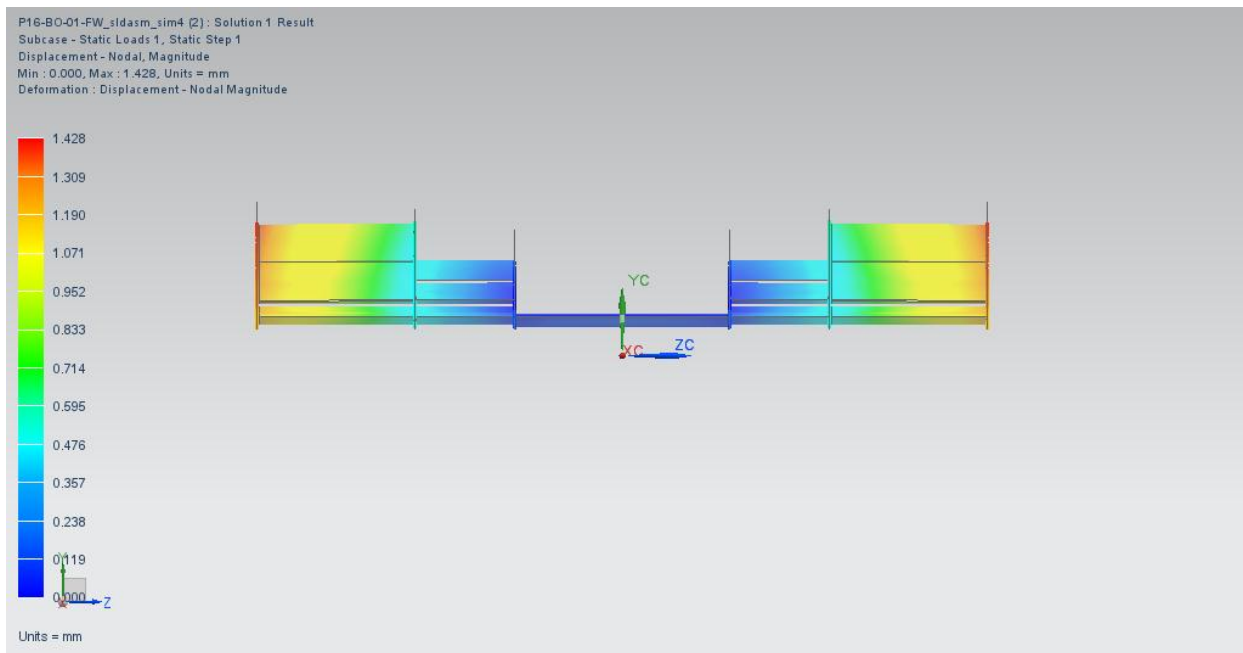 P16-BO-01-FW_sldasm_sim4 (2) : Solution 1 Result
Subcase - Static Loads 1, Static Step 1
Displacement - Nodal, Magnitude
Min : 0.000, Max : 1.428, Units = mm
Deformation : Displacement - Nodal Magnitude
1.428
1.309
1.190
1.071
0.952
0.833
0.714
0.595
0.476
0.357
0.238
0.119
0.000
YC
XC
ZC
Y
X
Z
Units = mm